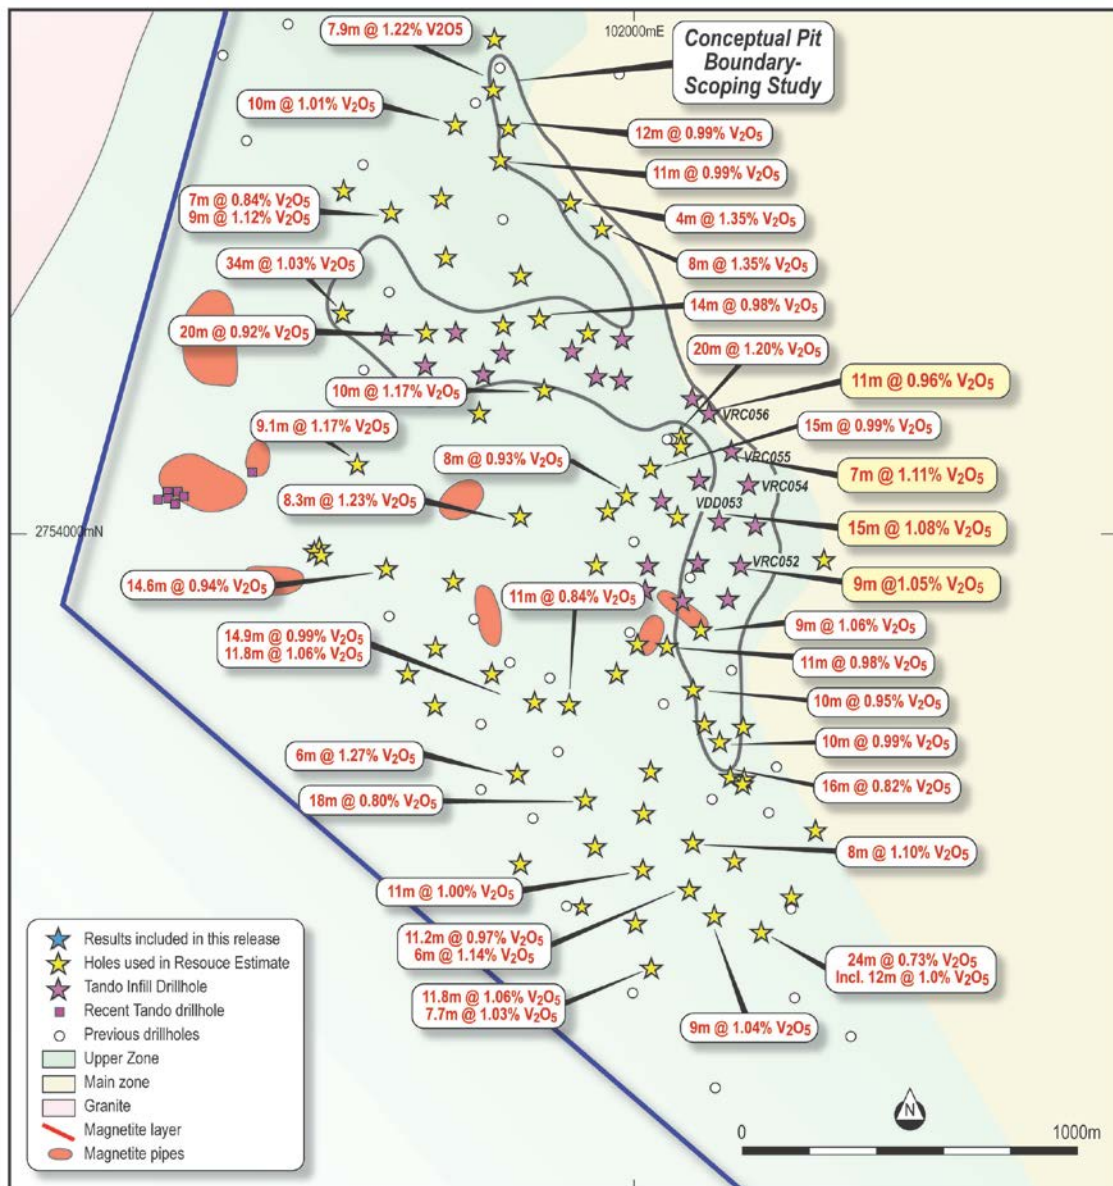 7.9m @ 1.22% V2O5
102000mE
Conceptual Pit
Boundary-
Scoping Study
10m @ 1.01% V₂O₅
12m @ 0.99% V₂O₅
11m @ 0.99% V₂O₅
7m @ 0.84% V₂O₅
9m @ 1.12% V₂O₅
4m @ 1.35% V₂O₅
8m @ 1.35% V₂O₅
34m @ 1.03% V₂O₅
14m @ 0.98% V₂O₅
20m @ 0.92% V₂O₅
20m @ 1.20% V₂O₅
11m @ 0.96% V₂O₅
10m @ 1.17% V₂O₅
VRC056
9.1m @ 1.17% V₂O₅
15m @ 0.99% V₂O₅
8m @ 0.93% V₂O₅
VRC055
7m @ 1.11% V₂O₅
8.3m @ 1.23% V₂O₅
VRC054
VDD053
2754000mN
15m @ 1.08% V₂O₅
14.6m @ 0.94% V₂O₅
VRC052
9m @1.05% V₂O₅
11m @ 0.84% V₂O₅
14.9m @ 0.99% V₂O₅
11.8m @ 1.06% V₂O₅
9m @ 1.06% V₂O₅
11m @ 0.98% V₂O₅
10m @ 0.95% V₂O₅
10m @ 0.99% V₂O₅
6m @ 1.27% V₂O₅
16m @ 0.82% V₂O₅
18m @ 0.80% V₂O₅
8m @ 1.10% V₂O₅
11m @ 1.00% V₂O₅
11.2m @ 0.97% V₂O₅
6m @ 1.14% V₂O₅
24m @ 0.73% V₂O₅
Incl. 12m @ 1.0% V₂O₅
11.8m @ 1.06% V₂O₅
7.7m @ 1.03% V₂O₅
9m @ 1.04% V₂O₅
Results included in this release
Holes used in Resouce Estimate
Tando Infill Drillhole
Recent Tando drillhole
Previous drillholes
Upper Zone
Main zone
Granite
Magnetite layer
Magnetite pipes
N
0
1000m